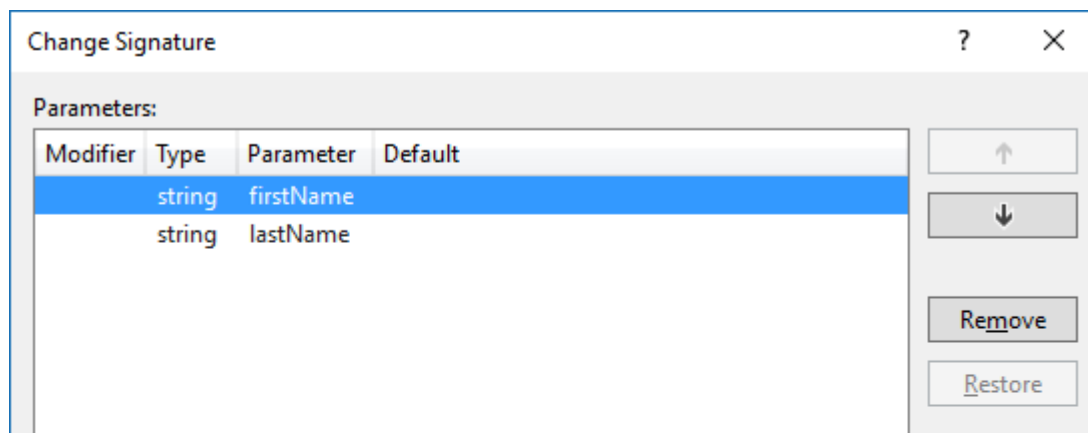 Change Signature ?
Parameters:
Modifier Type Parameter Default
string firstName
string lastName
Remove
Restore